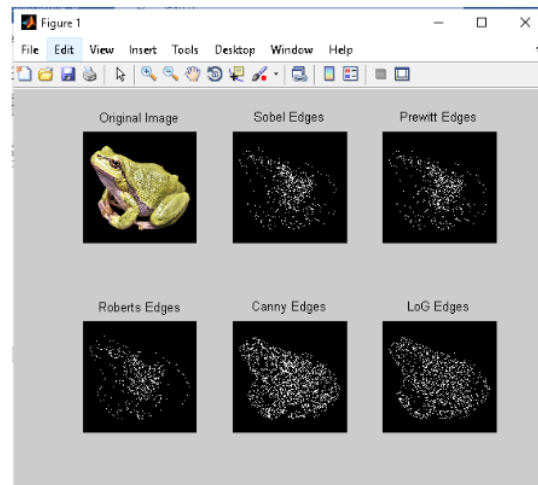 Figure 1
File Edit View Insert Tools Desktop Window Help
Original Image Sobel Edges Prewitt Edges
Roberts Edges Canny Edges LoG Edges